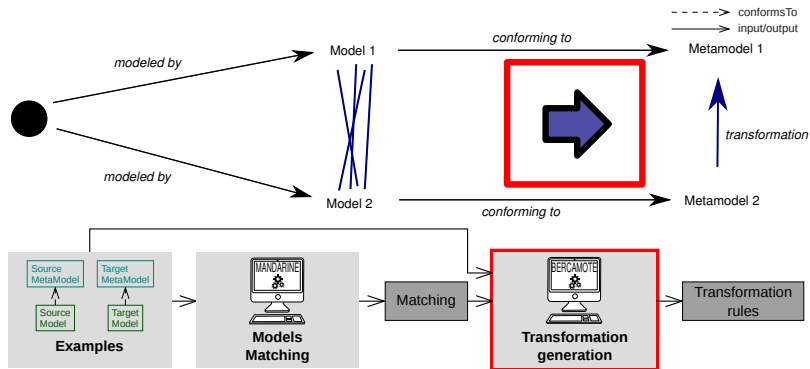 conformsTo
input/output
Model 1
conforming to
Metamodel 1
modeled by
transformation
modeled by
Model 2
conforming to
Metamodel 2
Source
MetaModel
Target
MetaModel
Source
Model
Target
Model
Examples
MANDARINE
Models
Matching
Matching
BERCAMOTE
Transformation
generation
Transformation
rules